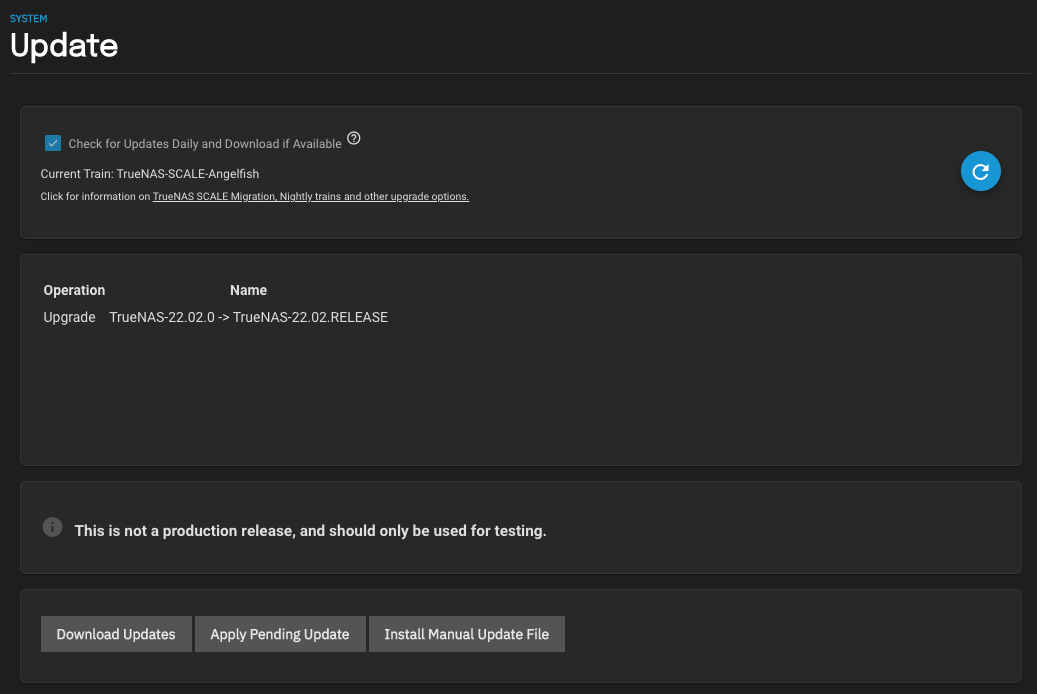 SYSTEM
Update
Check for Updates Daily and Download if Available
Current Train: TrueNAS-SCALE-Angelfish
Click for information on TrueNAS SCALE Migration, Nightly trains and other upgrade options.
Operation Name
Upgrade TrueNAS-22.02.0 -> TrueNAS-22.02.RELEASE
This is not a production release, and should only be used for testing.
Download Updates Apply Pending Update Install Manual Update File